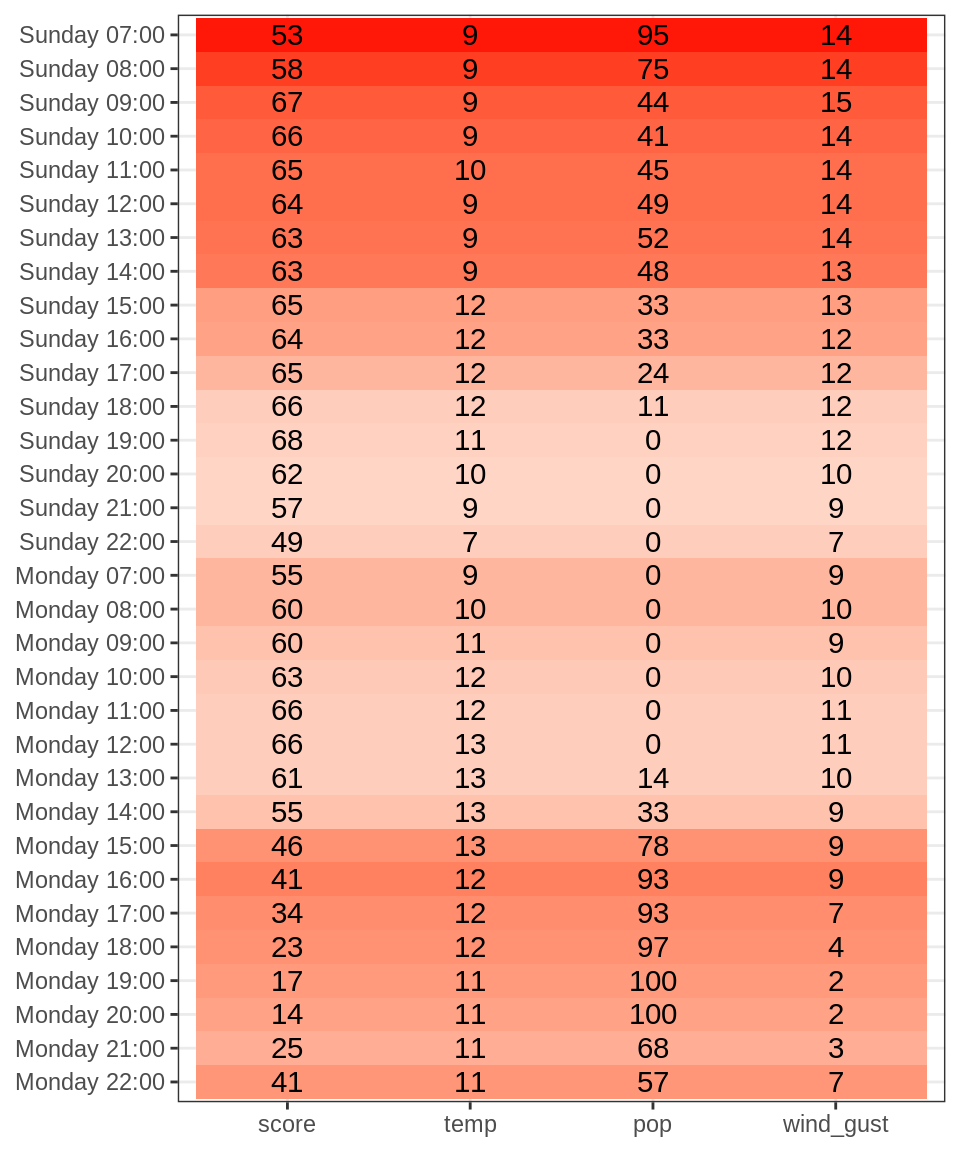 Sunday 07:00 53 9 95 14
Sunday 08:00 58 9 75 14
Sunday 09:00 67 9 44 15
Sunday 10:00 66 9 41 14
Sunday 11:00 65 10 45 14
Sunday 12:00 64 9 49 14
Sunday 13:00 63 9 52 14
Sunday 14:00 63 9 48 13
Sunday 15:00 65 12 33 13
Sunday 16:00 64 12 33 12
Sunday 17:00 65 12 24 12
Sunday 18:00 66 12 11 12
Sunday 19:00 68 11 0 12
Sunday 20:00 62 10 0 10
Sunday 21:00 57 9 0 9
Sunday 22:00 49 7 0 7
Monday 07:00 55 9 0 9
Monday 08:00 60 10 0 10
Monday 09:00 60 11 0 9
Monday 10:00 63 12 0 10
Monday 11:00 66 12 0 11
Monday 12:00 66 13 0 11
Monday 13:00 61 13 14 10
Monday 14:00 55 13 33 9
Monday 15:00 46 13 78 9
Monday 16:00 41 12 93 9
Monday 17:00 34 12 93 7
Monday 18:00 23 12 97 4
Monday 19:00 17 11 100 2
Monday 20:00 14 11 100 2
Monday 21:00 25 11 68 3
Monday 22:00 41 11 57 7
score temp pop wind_gust